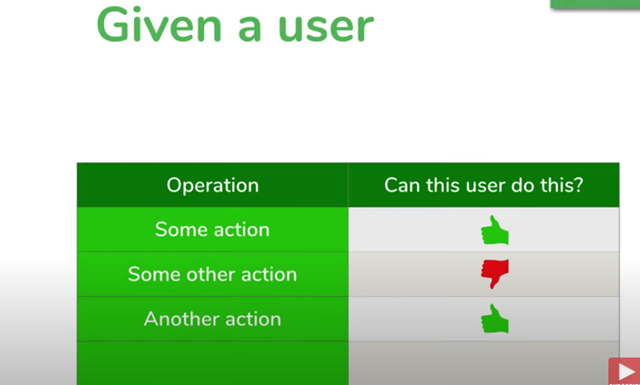 Given a user
Operation Can this user do this?
Some action
Some other action
Another action